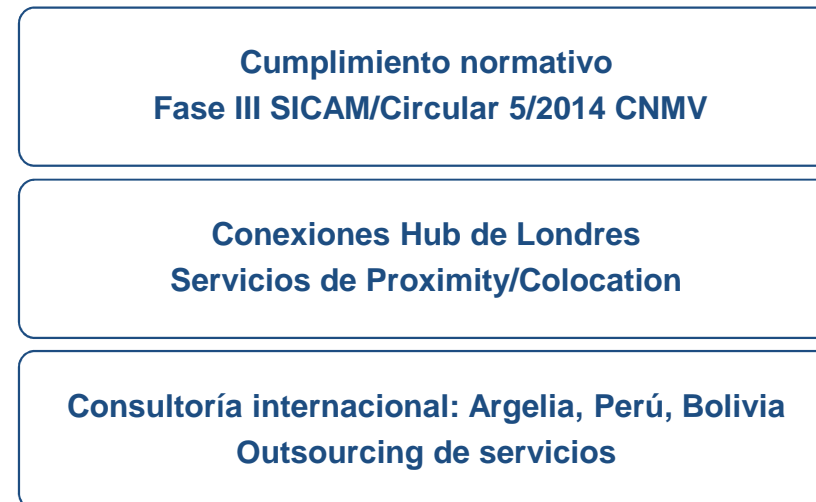 Cumplimiento normativo
Fase III SICAM/Circular 5/2014 CNMV
Conexiones Hub de Londres
Servicios de Proximity/Colocation
Consultoría internacional: Argelia, Perú, Bolivia
Outsourcing de servicios